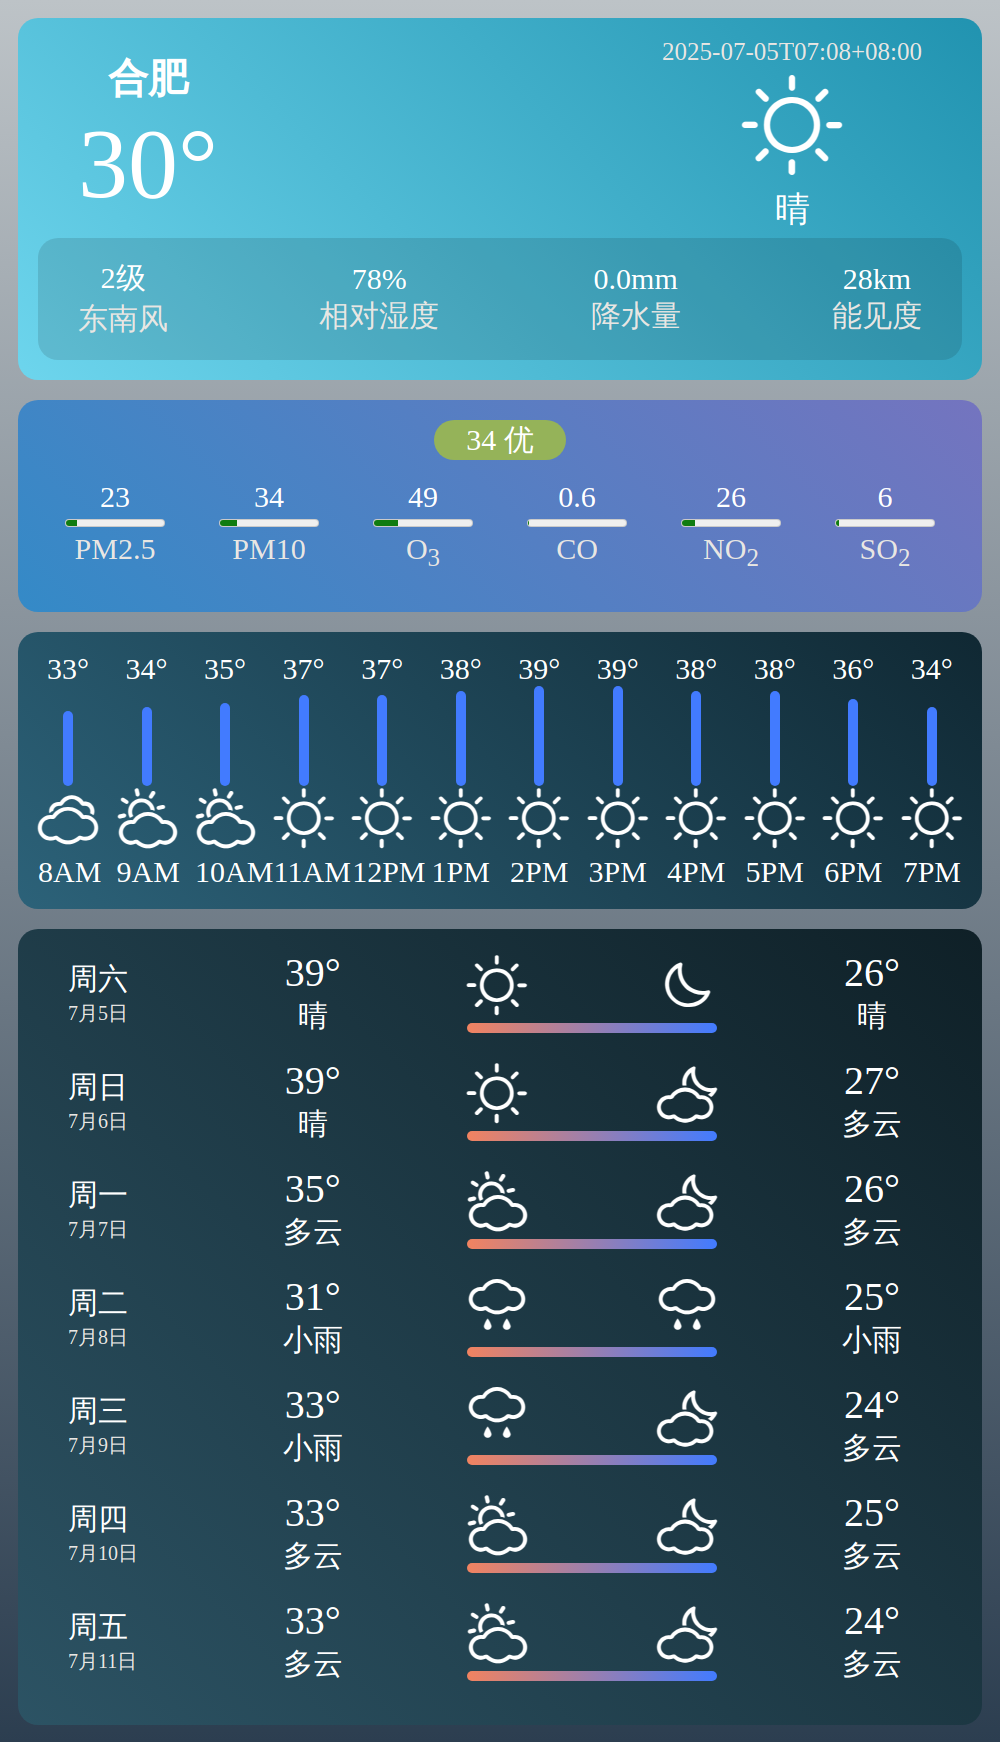 合肥
30°
2025-07-05T07:08+08:00
晴
2级 78% 0.0mm 28km
东南风 相对湿度 降水量 能见度
34 优
23 34 49 0.6 26 6
PM2.5 PM10 O3 CO NO2 SO2
33° 34° 35° 37° 37° 38° 39° 39° 38° 38° 36° 34°
8AM 9AM 10AM 11AM 12PM 1PM 2PM 3PM 4PM 5PM 6PM 7PM
周六 39° 26°
7月5日 晴 晴
周日 39° 27°
7月6日 晴 多云
周一 35° 26°
7月7日 多云 多云
周二 31° 25°
7月8日 小雨 小雨
周三 33° 24°
7月9日 小雨 多云
周四 33° 25°
7月10日 多云 多云
周五 33° 24°
7月11日 多云 多云